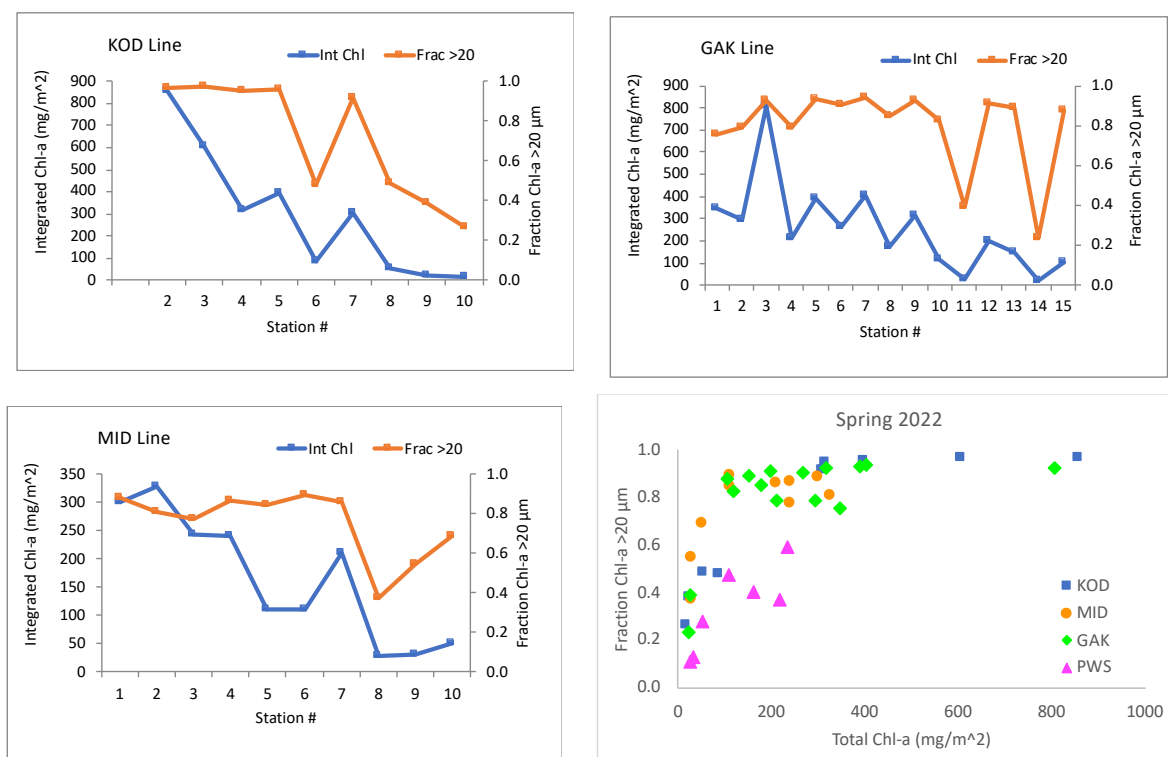 KOD Line
Int Chl
Frac >20
Integrated Chl-a (mg/m^2)
900
800
700
600
500
400
300
200
100
0
1.0
0.8
0.6
0.4
0.2
0.0
Fraction Chl-a >20 µm
2 3 4 5 6 7 8 9 10
Station #
GAK Line
Int Chl
Frac >20
Integrated Chl-a (mg/m^2)
900
800
700
600
500
400
300
200
100
0
1.0
0.8
0.6
0.4
0.2
0.0
Fraction Chl-a >20 µm
1 2 3 4 5 6 7 8 9 10 11 12 13 14 15
Station #
MID Line
Int Chl
Frac >20
Integrated Chl-a (mg/m^2)
350
300
250
200
150
100
50
0
1.0
0.8
0.6
0.4
0.2
0.0
Fraction Chl-a >20 µm
1 2 3 4 5 6 7 8 9 10
Station #
Spring 2022
Fraction Chl-a >20 µm
1.0
0.8
0.6
0.4
0.2
0.0
KOD
MID
GAK
PWS
0 200 400 600 800 1000
Total Chl-a (mg/m^2)